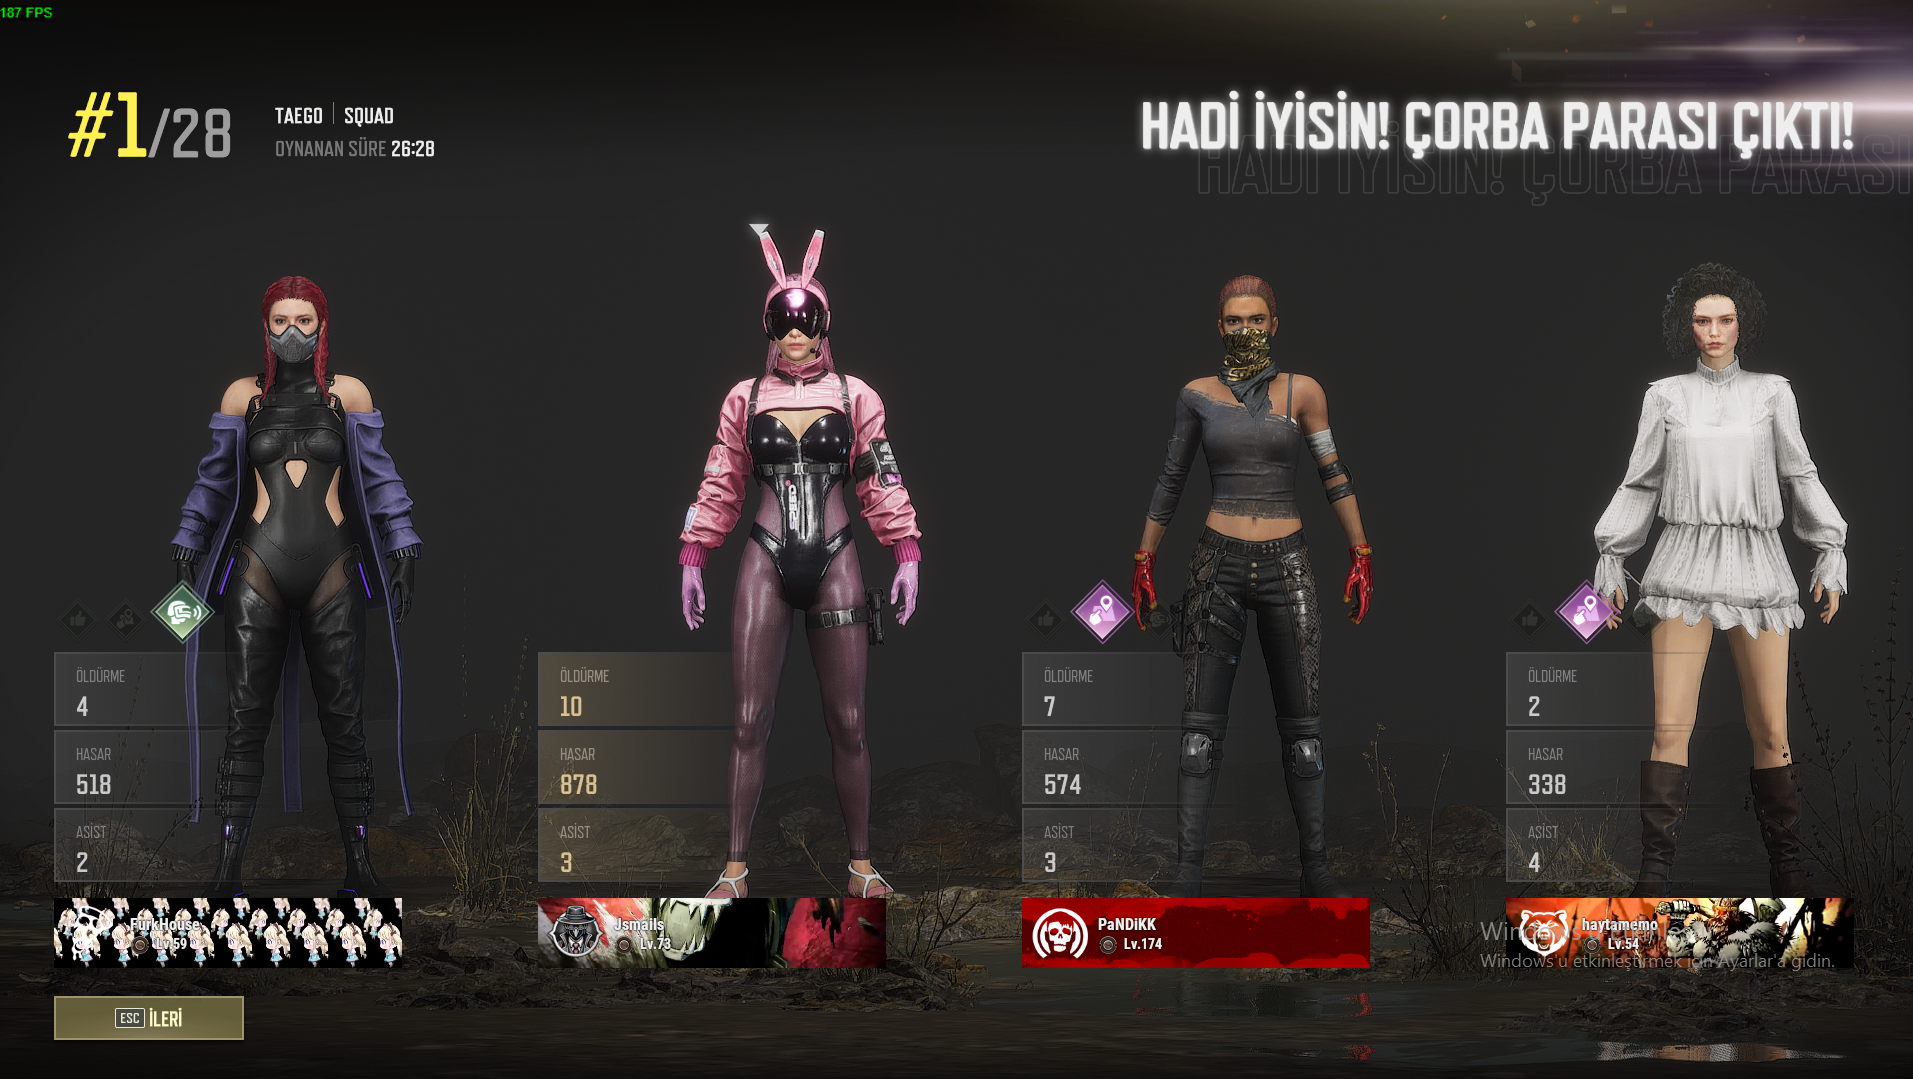 187 FPS
#1/28
TAEGO | SQUAD
OYNANAN SÜRE 26:28
HADİ İYİSİN! ÇORBA PARASI ÇIKTI!
HADİ İYİSİN! ÇORBA PARASI
ÖLDÜRME
4
HASAR
518
ASİST
2
FurkHouse
Lv.59
ÖLDÜRME
10
HASAR
878
ASİST
3
Jsmails
Lv.73
ÖLDÜRME
7
HASAR
574
ASİST
3
PaNDiKK
Lv.174
ÖLDÜRME
2
HASAR
338
ASİST
4
haytamemo
Lv.54
Windows'u etkinleştirmek için Ayarlar'a gidin.
ESC İLERİ